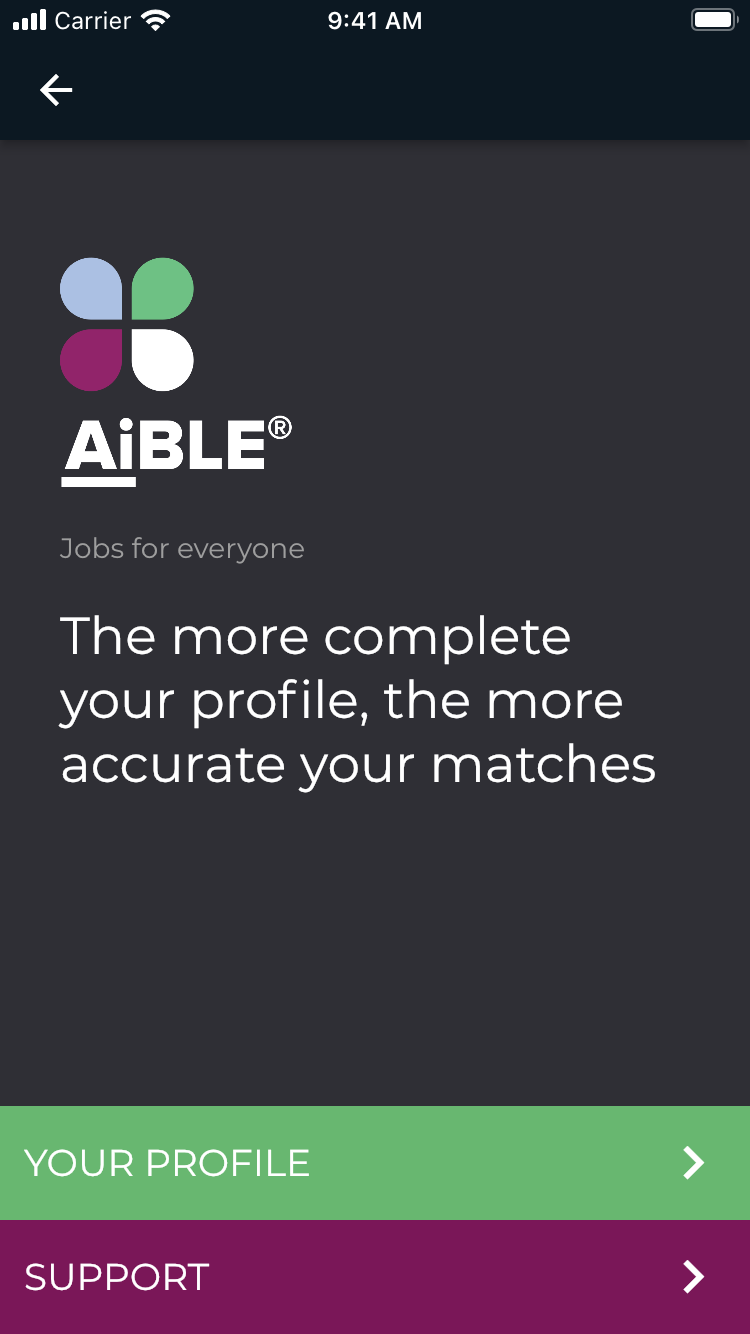 Carrier 9:41 AM
AiBLE®
Jobs for everyone
The more complete
your profile, the more
accurate your matches
YOUR PROFILE
SUPPORT